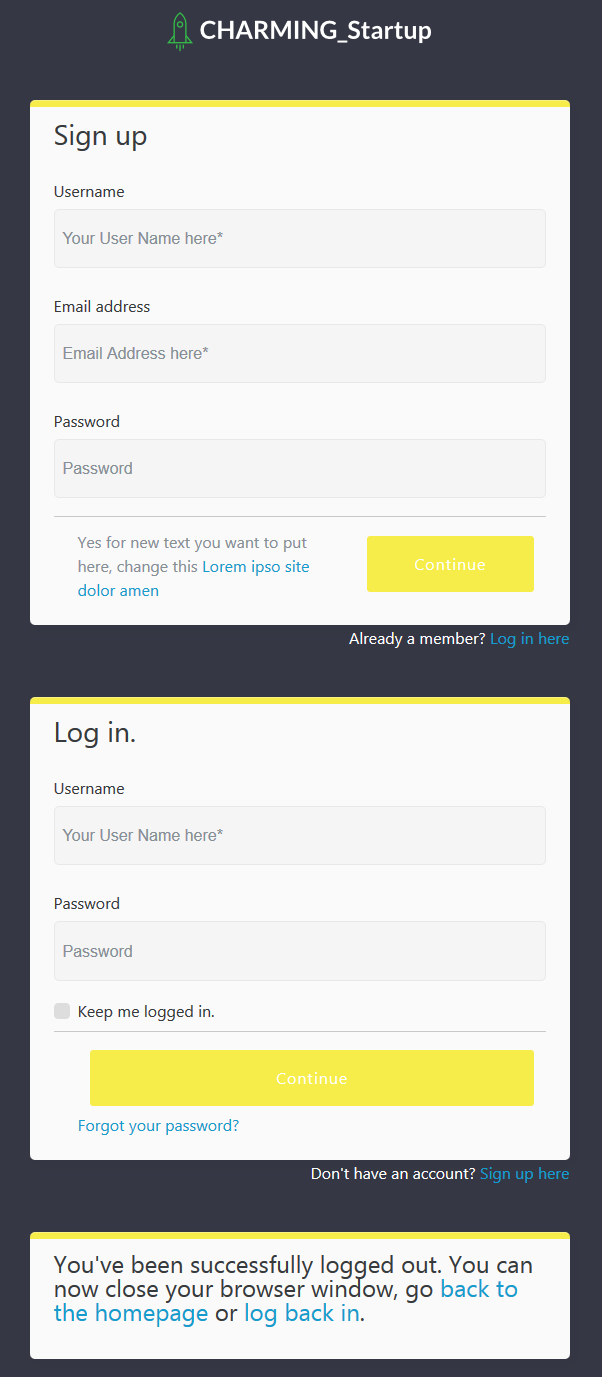 CHARMING_Startup
Sign up
Username
Your User Name here*
Email address
Email Address here*
Password
Password
Yes for new text you want to put
here, change this Lorem ipso site
dolor amen
Continue
Already a member? Log in here
Log in.
Username
Your User Name here*
Password
Password
Keep me logged in.
Continue
Forgot your password?
Don't have an account? Sign up here
You've been successfully logged out. You can
now close your browser window, go back to
the homepage or log back in.